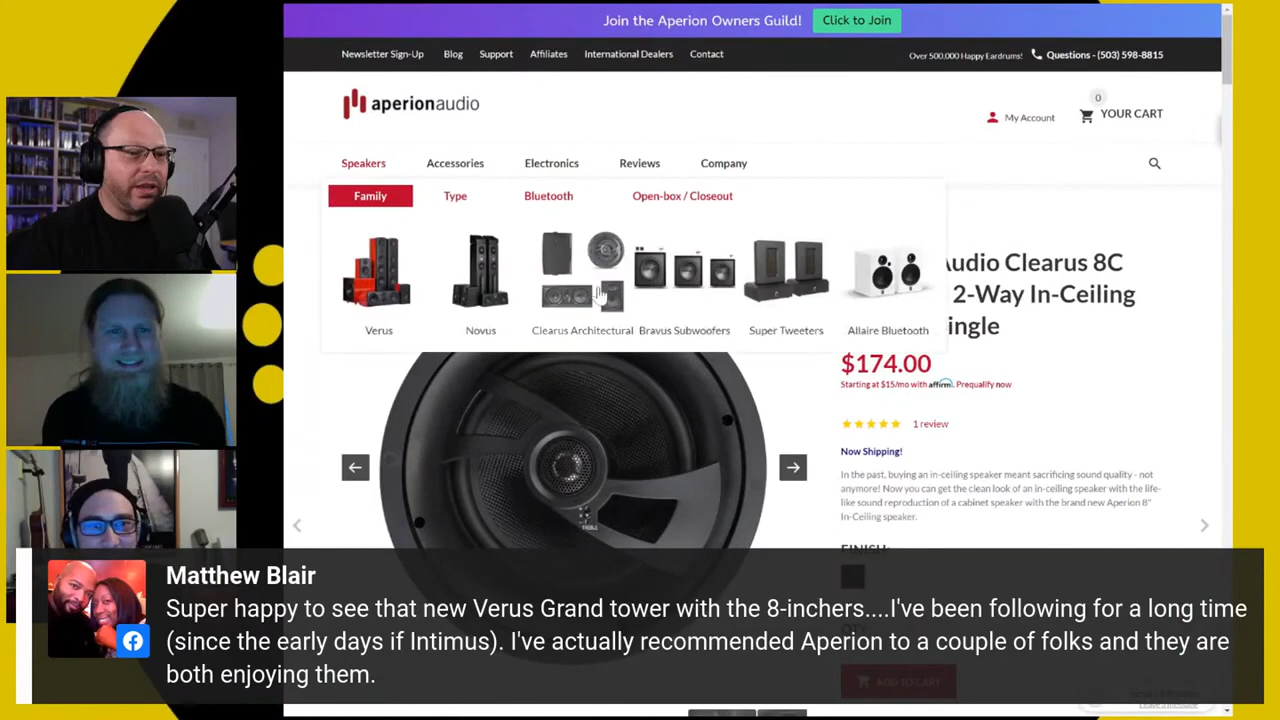 Join the Aperion Owners Guild!
Click to Join
Newsletter Sign-Up Blog Support Affiliates International Dealers Contact
Over 500,000 Happy Eardrums! Questions - (503) 598-8815
aperionaudio
0
My Account YOUR CART
Speakers Accessories Electronics Reviews Company
Family Type Bluetooth Open-box / Closeout
Verus Novus Clearus Architectural Bravus Subwoofers Super Tweeters Allaire Bluetooth
Audio Clearus 8C
2-Way In-Ceiling
ingle
$174.00
Starting at $15/mo with affirm. Prequalify now
1 review
Now Shipping!
In the past, buying an in-ceiling speaker meant sacrificing sound quality - not
anymore! Now you can get the clean look of an in-ceiling speaker with the life-
like sound reproduction of a cabinet speaker with the brand new Aperion 8"
In-Ceiling speaker.
TREBLE
FINISH:
Matthew Blair
Super happy to see that new Verus Grand tower with the 8-inchers....I've been following for a long time
(since the early days if Intimus). I've actually recommended Aperion to a couple of folks and they are
both enjoying them.
ADD TO CART
Leave a message